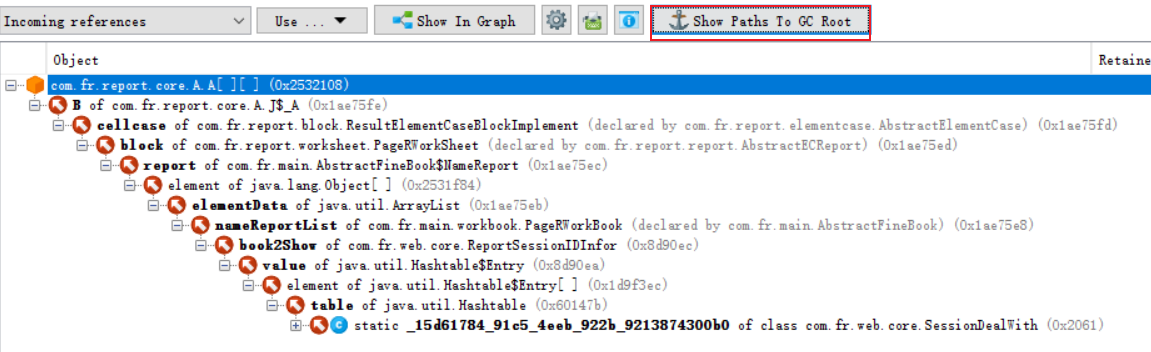 Incoming references Use ... Show In Graph Show Paths To GC Root
Object Retaine
com.fr.report.core.A.A[][] (0x2532108)
B of com.fr.report.core.A.J$_A (0x1ae75fe)
cellcase of com.fr.report.block.ResultElementCaseBlockImplement (declared by com.fr.report.elementcase.AbstractElementCase) (0x1ae75fd)
block of com.fr.report.worksheet.PageRWorkSheet (declared by com.fr.report.report.AbstractECReport) (0x1ae75ed)
report of com.fr.main.AbstractFineBook$NameReport (0x1ae75ec)
element of java.lang.Object[] (0x2531f84)
elementData of java.util.ArrayList (0x1ae75eb)
nameReportList of com.fr.main.workbook.PageRWorkBook (declared by com.fr.main.AbstractFineBook) (0x1ae75e8)
book2Show of com.fr.web.core.ReportSessionIDInfor (0x8d90ec)
value of java.util.Hashtable$Entry (0x8d90ea)
element of java.util.Hashtable$Entry[] (0x1d9f3ec)
table of java.util.Hashtable (0x60147b)
static _15d61784_91c5_4eeb_922b_9213874300b0 of class com.fr.web.core.SessionDealWith (0x2061)